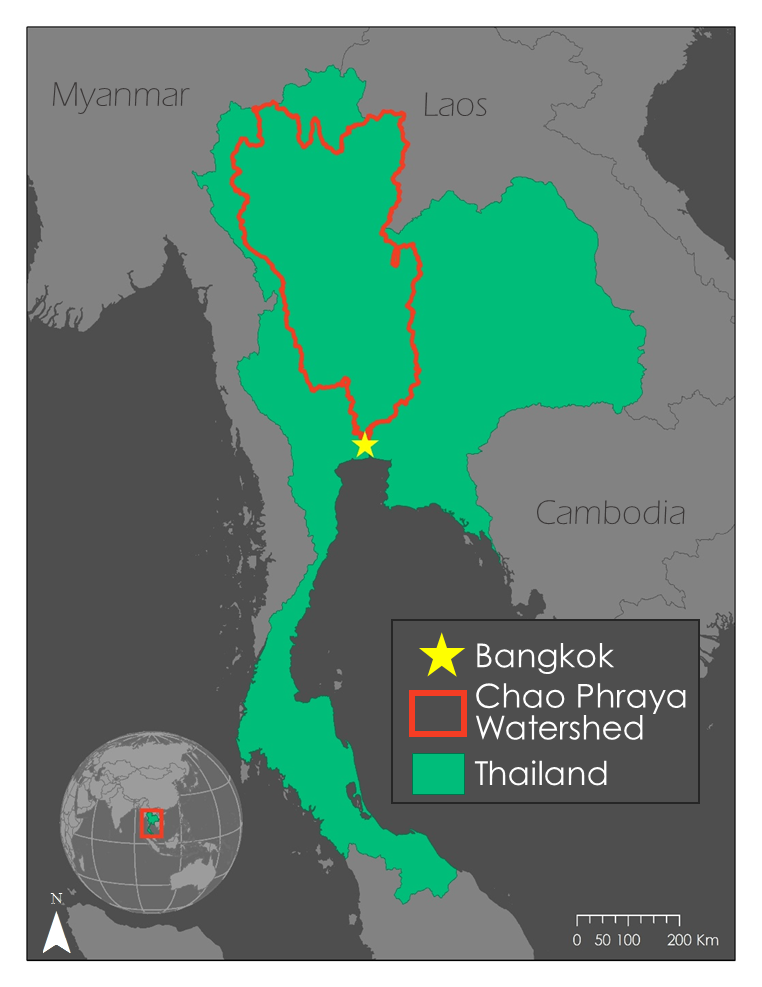 Myanmar
Laos
Cambodia
Bangkok
Chao Phraya
Watershed
Thailand
N
0 50 100 200 Km